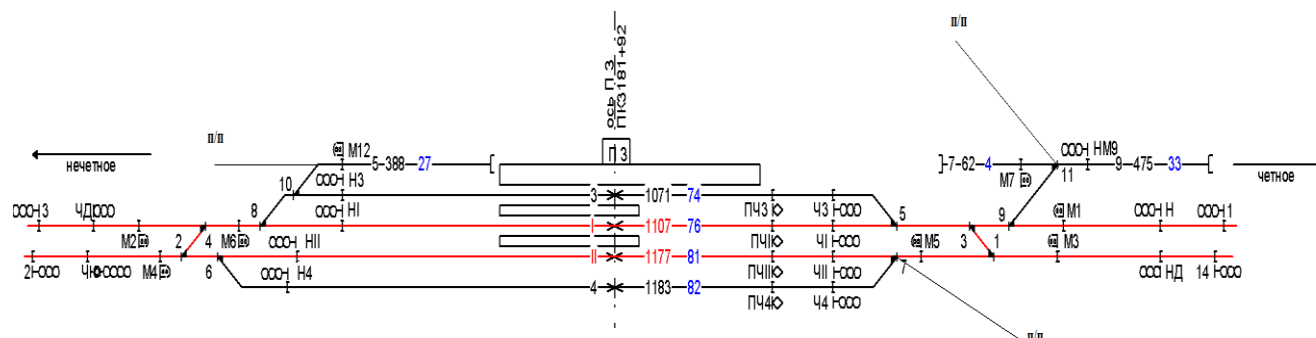 п/п
ось П 3
ПК3181+92
п/п
М12
5-388-27
П 3
7-62-4
НМ9
9-475-33
нечетное
четное
М7
11
10
Н3
3
1071
74
3
ЧД
8
НI
ПЧ3
Ч3
5
9
М1
Н
1
М2
4
М6
I
1107
76
2
НII
ПЧI
ЧI
М5
3
1
М3
2
Ч
М4
6
II
1177
81
Н4
ПЧII
ЧII
7
НД
14
4
1183
82
ПЧ4
Ч4
п/п